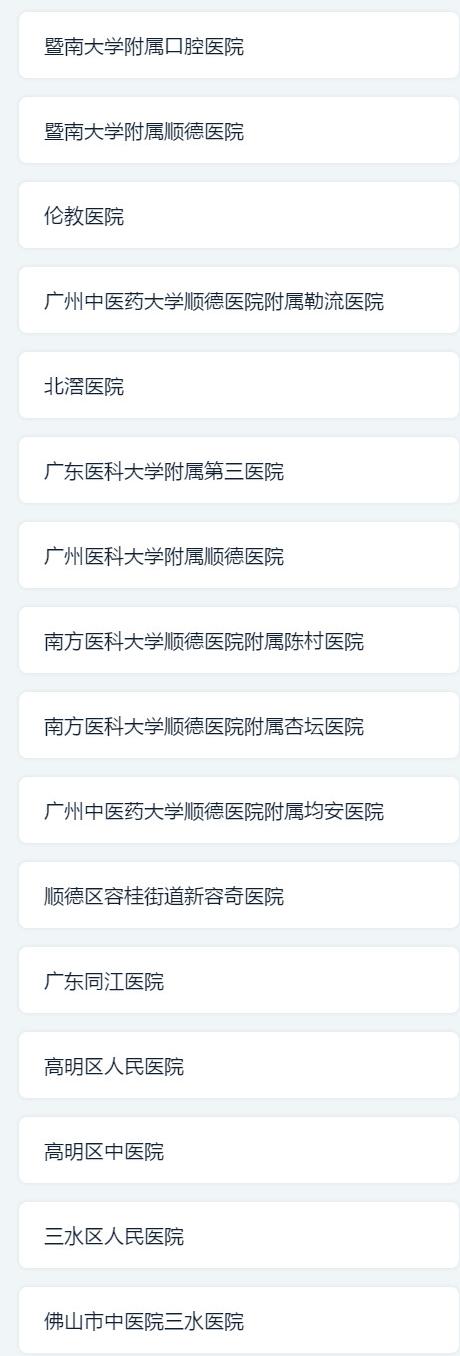 暨南大学附属口腔医院
暨南大学附属顺德医院
伦教医院
广州中医药大学顺德医院附属勒流医院
北滘医院
广东医科大学附属第三医院
广州医科大学附属顺德医院
南方医科大学顺德医院附属陈村医院
南方医科大学顺德医院附属杏坛医院
广州中医药大学顺德医院附属均安医院
顺德区容桂街道新容奇医院
广东同江医院
高明区人民医院
高明区中医院
三水区人民医院
佛山市中医院三水医院